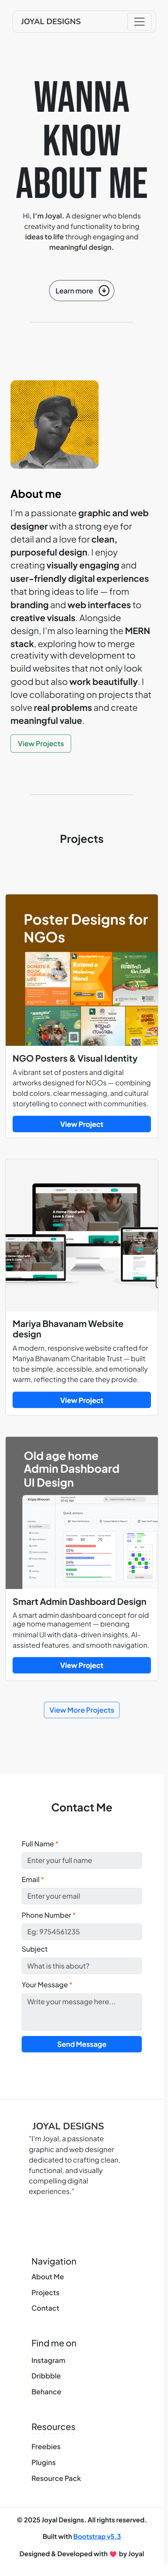 JOYAL DESIGNS
WANNA
KNOW
ABOUT ME
Hi, I'm Joyal. A designer who blends
creativity and functionality to bring
ideas to life through engaging and
meaningful design.
Learn more
About me
I'm a passionate graphic and web
designer with a strong eye for
detail and a love for clean,
purposeful design. I enjoy
creating visually engaging and
user-friendly digital experiences
that bring ideas to life — from
branding and web interfaces to
creative visuals. Alongside
design, I'm also learning the MERN
stack, exploring how to merge
creativity with development to
build websites that not only look
good but also work beautifully. I
love collaborating on projects that
solve real problems and create
meaningful value.
View Projects
Projects
Poster Designs for
NGOs
NGO Posters & Visual Identity
A vibrant set of posters and digital
artworks designed for NGOs — combining
bold colors, clear messaging, and cultural
storytelling to connect with communities.
View Project
Mariya Bhavanam Website
design
A modern, responsive website crafted for
Mariya Bhavanam Charitable Trust — built
to be simple, accessible, and emotionally
warm, reflecting the care they provide.
View Project
Old age home
Admin Dashboard
UI Design
Smart Admin Dashboard Design
A smart admin dashboard concept for old
age home management — blending
minimal UI with data-driven insights, AI-
assisted features, and smooth navigation.
View Project
View More Projects
Contact Me
Full Name *
Enter your full name
Email *
Enter your email
Phone Number *
Eg: 9754561235
Subject
What is this about?
Your Message *
Write your message here...
Send Message
JOYAL DESIGNS
"I'm Joyal, a passionate
graphic and web designer
dedicated to crafting clean,
functional, and visually
compelling digital
experiences."
Navigation
About Me
Projects
Contact
Find me on
Instagram
Dribbble
Behance
Resources
Freebies
Plugins
Resource Pack
© 2025 Joyal Designs. All rights reserved.
Built with Bootstrap v5.3
Designed & Developed with ❤ by Joyal